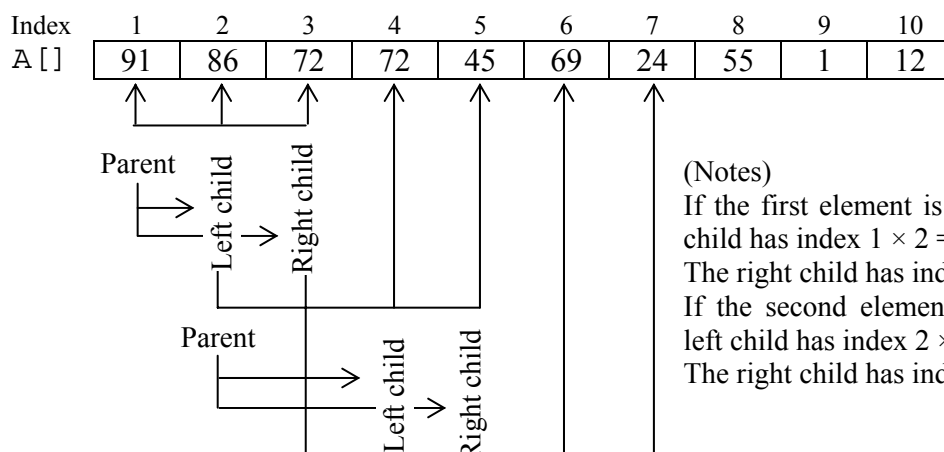 Index 1 2 3 4 5 6 7 8 9 10
A[] 91 86 72 72 45 69 24 55 1 12
Parent
Left child
Right child
(Notes)
If the first element is
child has index 1 × 2 =
The right child has
If the second element
left child has index 2 ×
The right child has
Parent
Left child
Right child